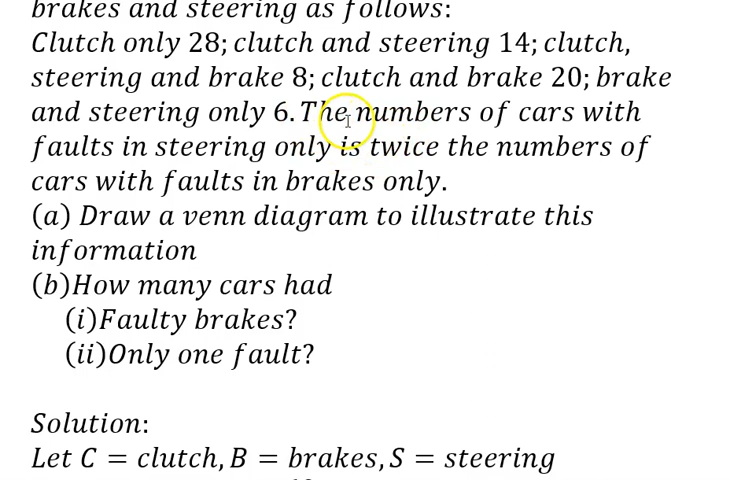 brakes and steering as follows:
Clutch only 28; clutch and steering 14; clutch,
steering and brake 8; clutch and brake 20; brake
and steering only 6. The numbers of cars with
faults in steering only is twice the numbers of
cars with faults in brakes only.
(a) Draw a venn diagram to illustrate this
information
(b)How many cars had
(i)Faulty brakes?
(ii)Only one fault?
Solution:
Let C = clutch, B = brakes, S = steering